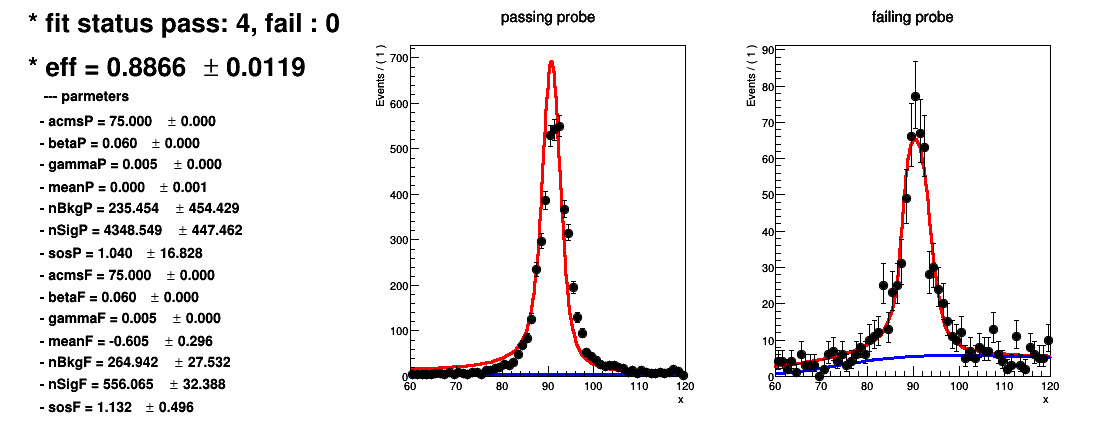 * fit status pass: 4, fail : 0
* eff = 0.8866 ± 0.0119
--- parmeters
- acmsP = 75.000 ± 0.000
- betaP = 0.060 ± 0.000
- gammaP = 0.005 ± 0.000
- meanP = 0.000 ± 0.001
- nBkgP = 235.454 ± 454.429
- nSigP = 4348.549 ± 447.462
- sosP = 1.040 ± 16.828
- acmsF = 75.000 ± 0.000
- betaF = 0.060 ± 0.000
- gammaF = 0.005 ± 0.000
- meanF = -0.605 ± 0.296
- nBkgF = 264.942 ± 27.532
- nSigF = 556.065 ± 32.388
- sosF = 1.132 ± 0.496
passing probe
Events / ( 1 )
700
600
500
400
300
200
100
0
60 70 80 90 100 110 120
x
failing probe
Events / ( 1 )
90
80
70
60
50
40
30
20
10
0
60 70 80 90 100 110 120
x